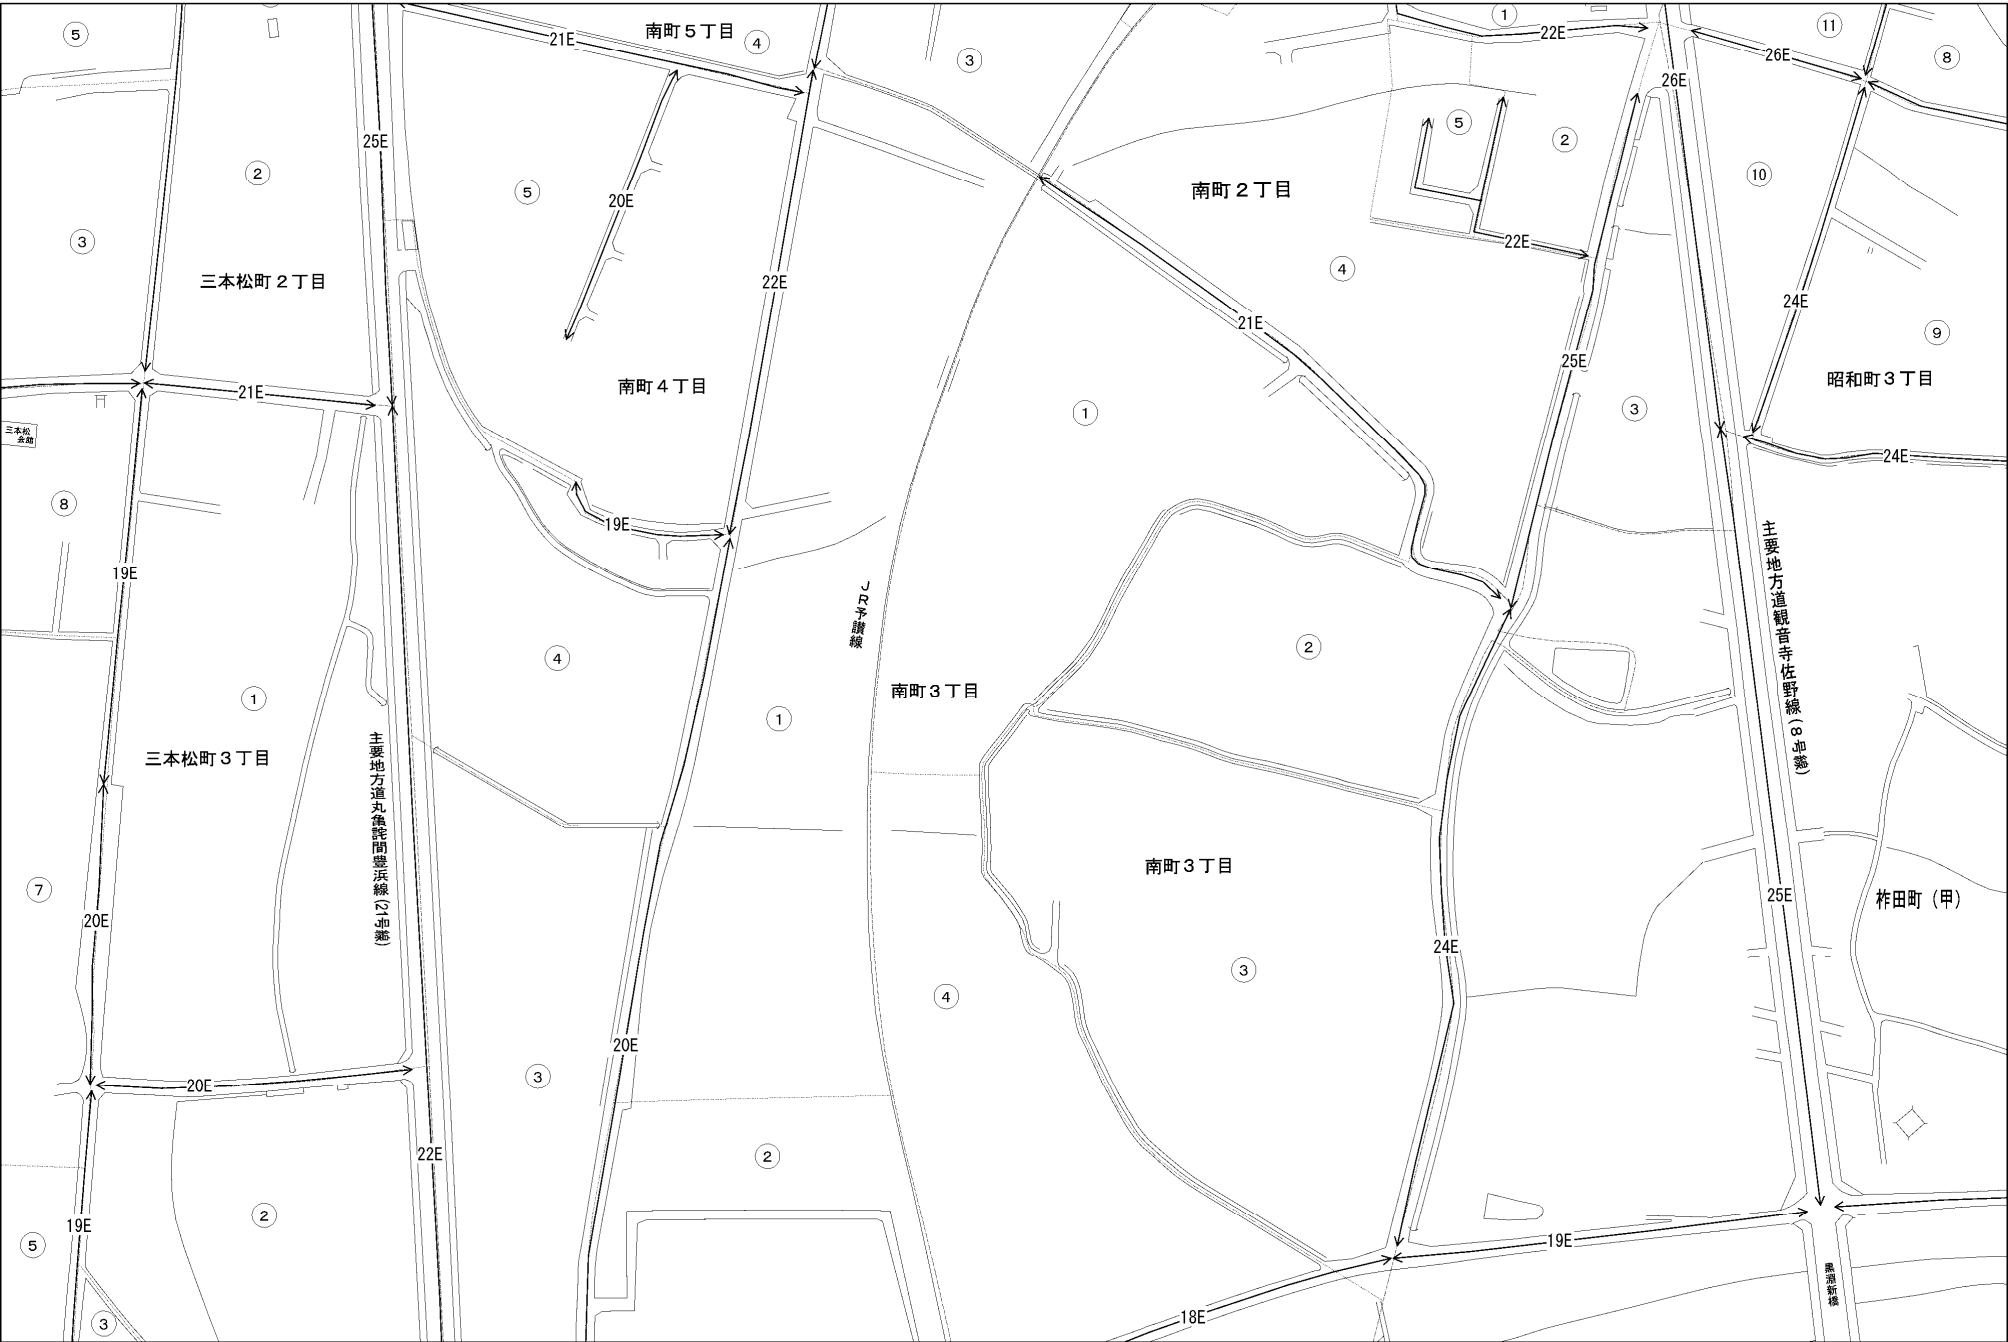 ①
22E
⑪
⑤
21E
南町５丁目
④
③
26E
⑧
26E
25E
⑤
②
②
⑩
⑤
南町２丁目
20E
③
22E
④
三本松町２丁目
22E
24E
21E
⑨
25E
昭和町３丁目
21E
南町４丁目
①
③
三本松
会館
24E
⑧
19E
主要地方道観音寺佐野線(８号線)
19E
ＪＲ予讃線
②
④
南町３丁目
①
①
三本松町３丁目
主要地方道丸亀詫間豊浜線(21号線)
南町３丁目
⑦
25E
柞田町（甲）
20E
24E
③
④
20E
③
20E
22E
②
②
19E
⑤
19E
黒淵新橋
18E
③